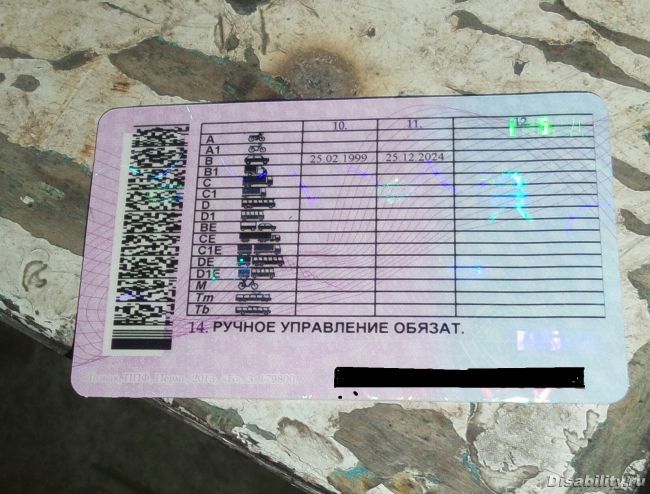 10. 11. 12.
A
A1
B 25.02.1999 25.12.2024
B1
C
C1
D
D1
BE
CE
C1E
DE
D1E
M
Tm
Tb
14. РУЧНОЕ УПРАВЛЕНИЕ ОБЯЗАТ.
Disability.ru